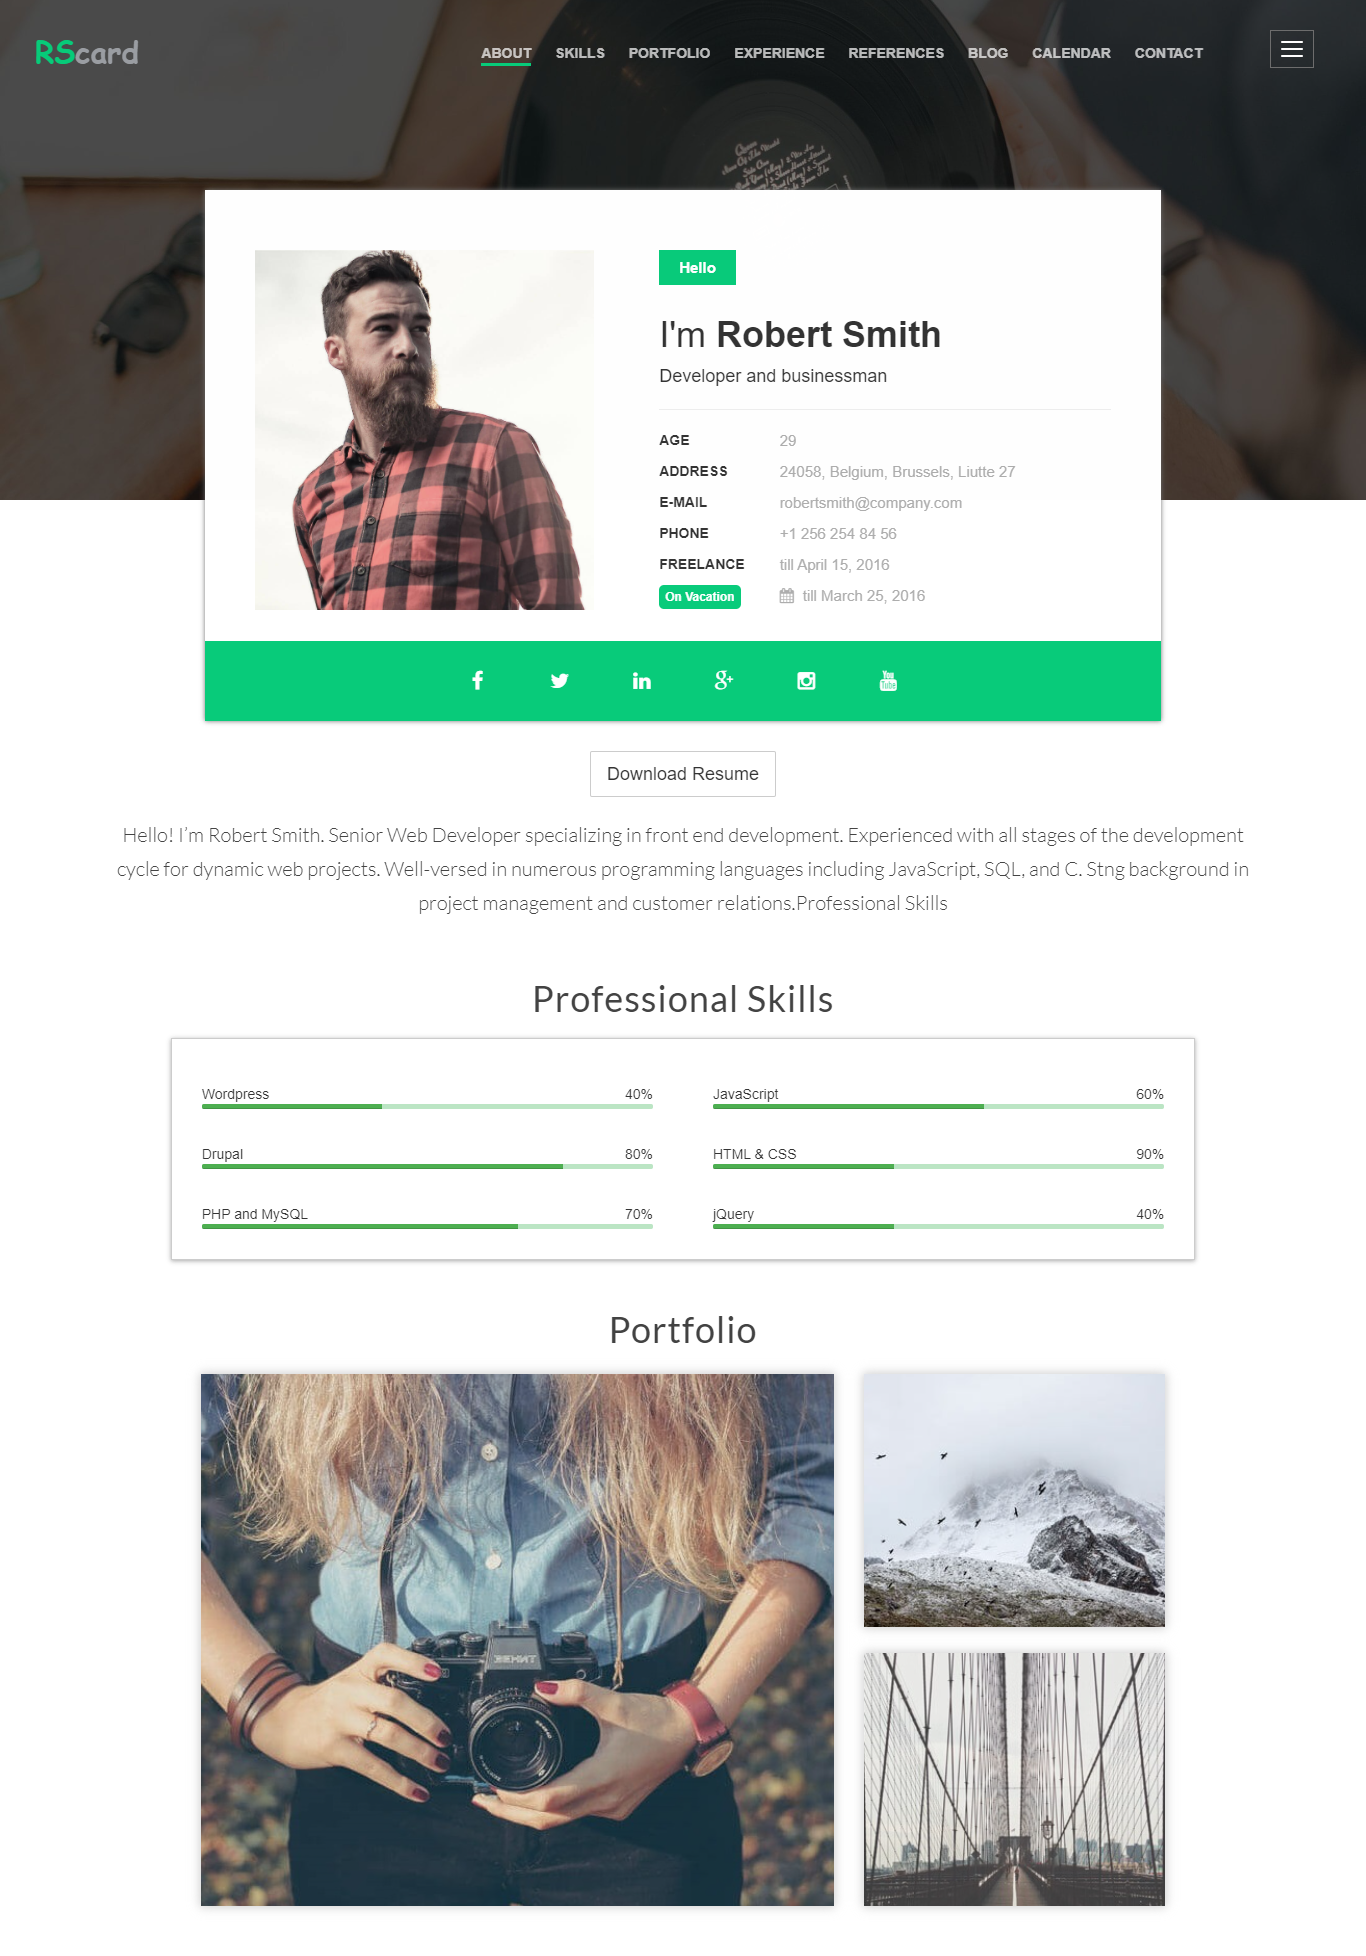 RScard
ABOUT SKILLS PORTFOLIO EXPERIENCE REFERENCES BLOG CALENDAR CONTACT
Hello
I'm Robert Smith
Developer and businessman
AGE 29
ADDRESS 24058, Belgium, Brussels, Liutte 27
E-MAIL robertsmith@company.com
PHONE +1 256 254 84 56
FREELANCE till April 15, 2016
On Vacation till March 25, 2016
You Tube
Download Resume
Hello! I’m Robert Smith. Senior Web Developer specializing in front end development. Experienced with all stages of the development
cycle for dynamic web projects. Well-versed in numerous programming languages including JavaScript, SQL, and C. Stng background in
project management and customer relations.Professional Skills
Professional Skills
Wordpress 40% JavaScript 60%
Drupal 80% HTML & CSS 90%
PHP and MySQL 70% jQuery 40%
Portfolio
ЗЕНИТ